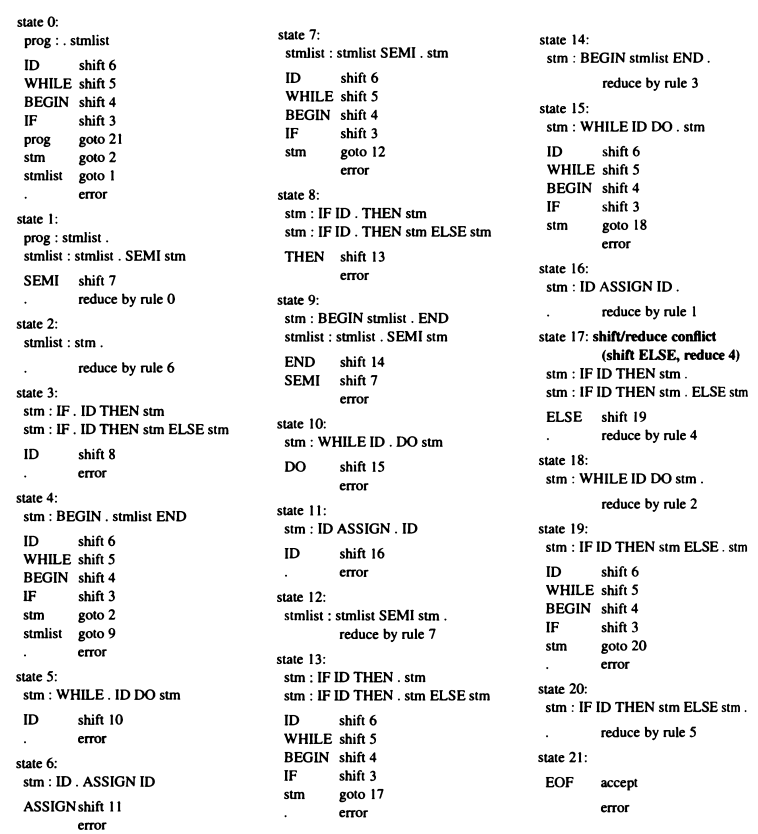 state 0:
prog : . stmlist
ID shift 6
WHILE shift 5
BEGIN shift 4
IF shift 3
prog goto 21
stm goto 2
stmlist goto 1
. error
state 1:
prog : stmlist .
stmlist : stmlist . SEMI stm
SEMI shift 7
. reduce by rule 0
state 2:
stmlist : stm .
. reduce by rule 6
state 3:
stm : IF . ID THEN stm
stm : IF . ID THEN stm ELSE stm
ID shift 8
. error
state 4:
stm : BEGIN . stmlist END
ID shift 6
WHILE shift 5
BEGIN shift 4
IF shift 3
stm goto 2
stmlist goto 9
. error
state 5:
stm : WHILE . ID DO stm
ID shift 10
. error
state 6:
stm : ID . ASSIGN ID
ASSIGN shift 11
error
state 7:
stmlist : stmlist SEMI . stm
ID shift 6
WHILE shift 5
BEGIN shift 4
IF shift 3
stm goto 12
error
state 8:
stm : IF ID . THEN stm
stm : IF ID . THEN stm ELSE stm
THEN shift 13
error
state 9:
stm : BEGIN stmlist . END
stmlist : stmlist . SEMI stm
END shift 14
SEMI shift 7
error
state 10:
stm : WHILE ID . DO stm
DO shift 15
error
state 11:
stm : ID ASSIGN . ID
ID shift 16
. error
state 12:
stmlist : stmlist SEMI stm .
reduce by rule 7
state 13:
stm : IF ID THEN . stm
stm : IF ID THEN . stm ELSE stm
ID shift 6
WHILE shift 5
BEGIN shift 4
IF shift 3
stm goto 17
. error
state 14:
stm : BEGIN stmlist END .
reduce by rule 3
state 15:
stm : WHILE ID DO . stm
ID shift 6
WHILE shift 5
BEGIN shift 4
IF shift 3
stm goto 18
error
state 16:
stm : ID ASSIGN ID .
. reduce by rule 1
state 17: shift/reduce conflict
(shift ELSE, reduce 4)
stm : IF ID THEN stm .
stm : IF ID THEN stm . ELSE stm
ELSE shift 19
. reduce by rule 4
state 18:
stm : WHILE ID DO stm .
reduce by rule 2
state 19:
stm : IF ID THEN stm ELSE . stm
ID shift 6
WHILE shift 5
BEGIN shift 4
IF shift 3
stm goto 20
. error
state 20:
stm : IF ID THEN stm ELSE stm .
. reduce by rule 5
state 21:
EOF accept
error